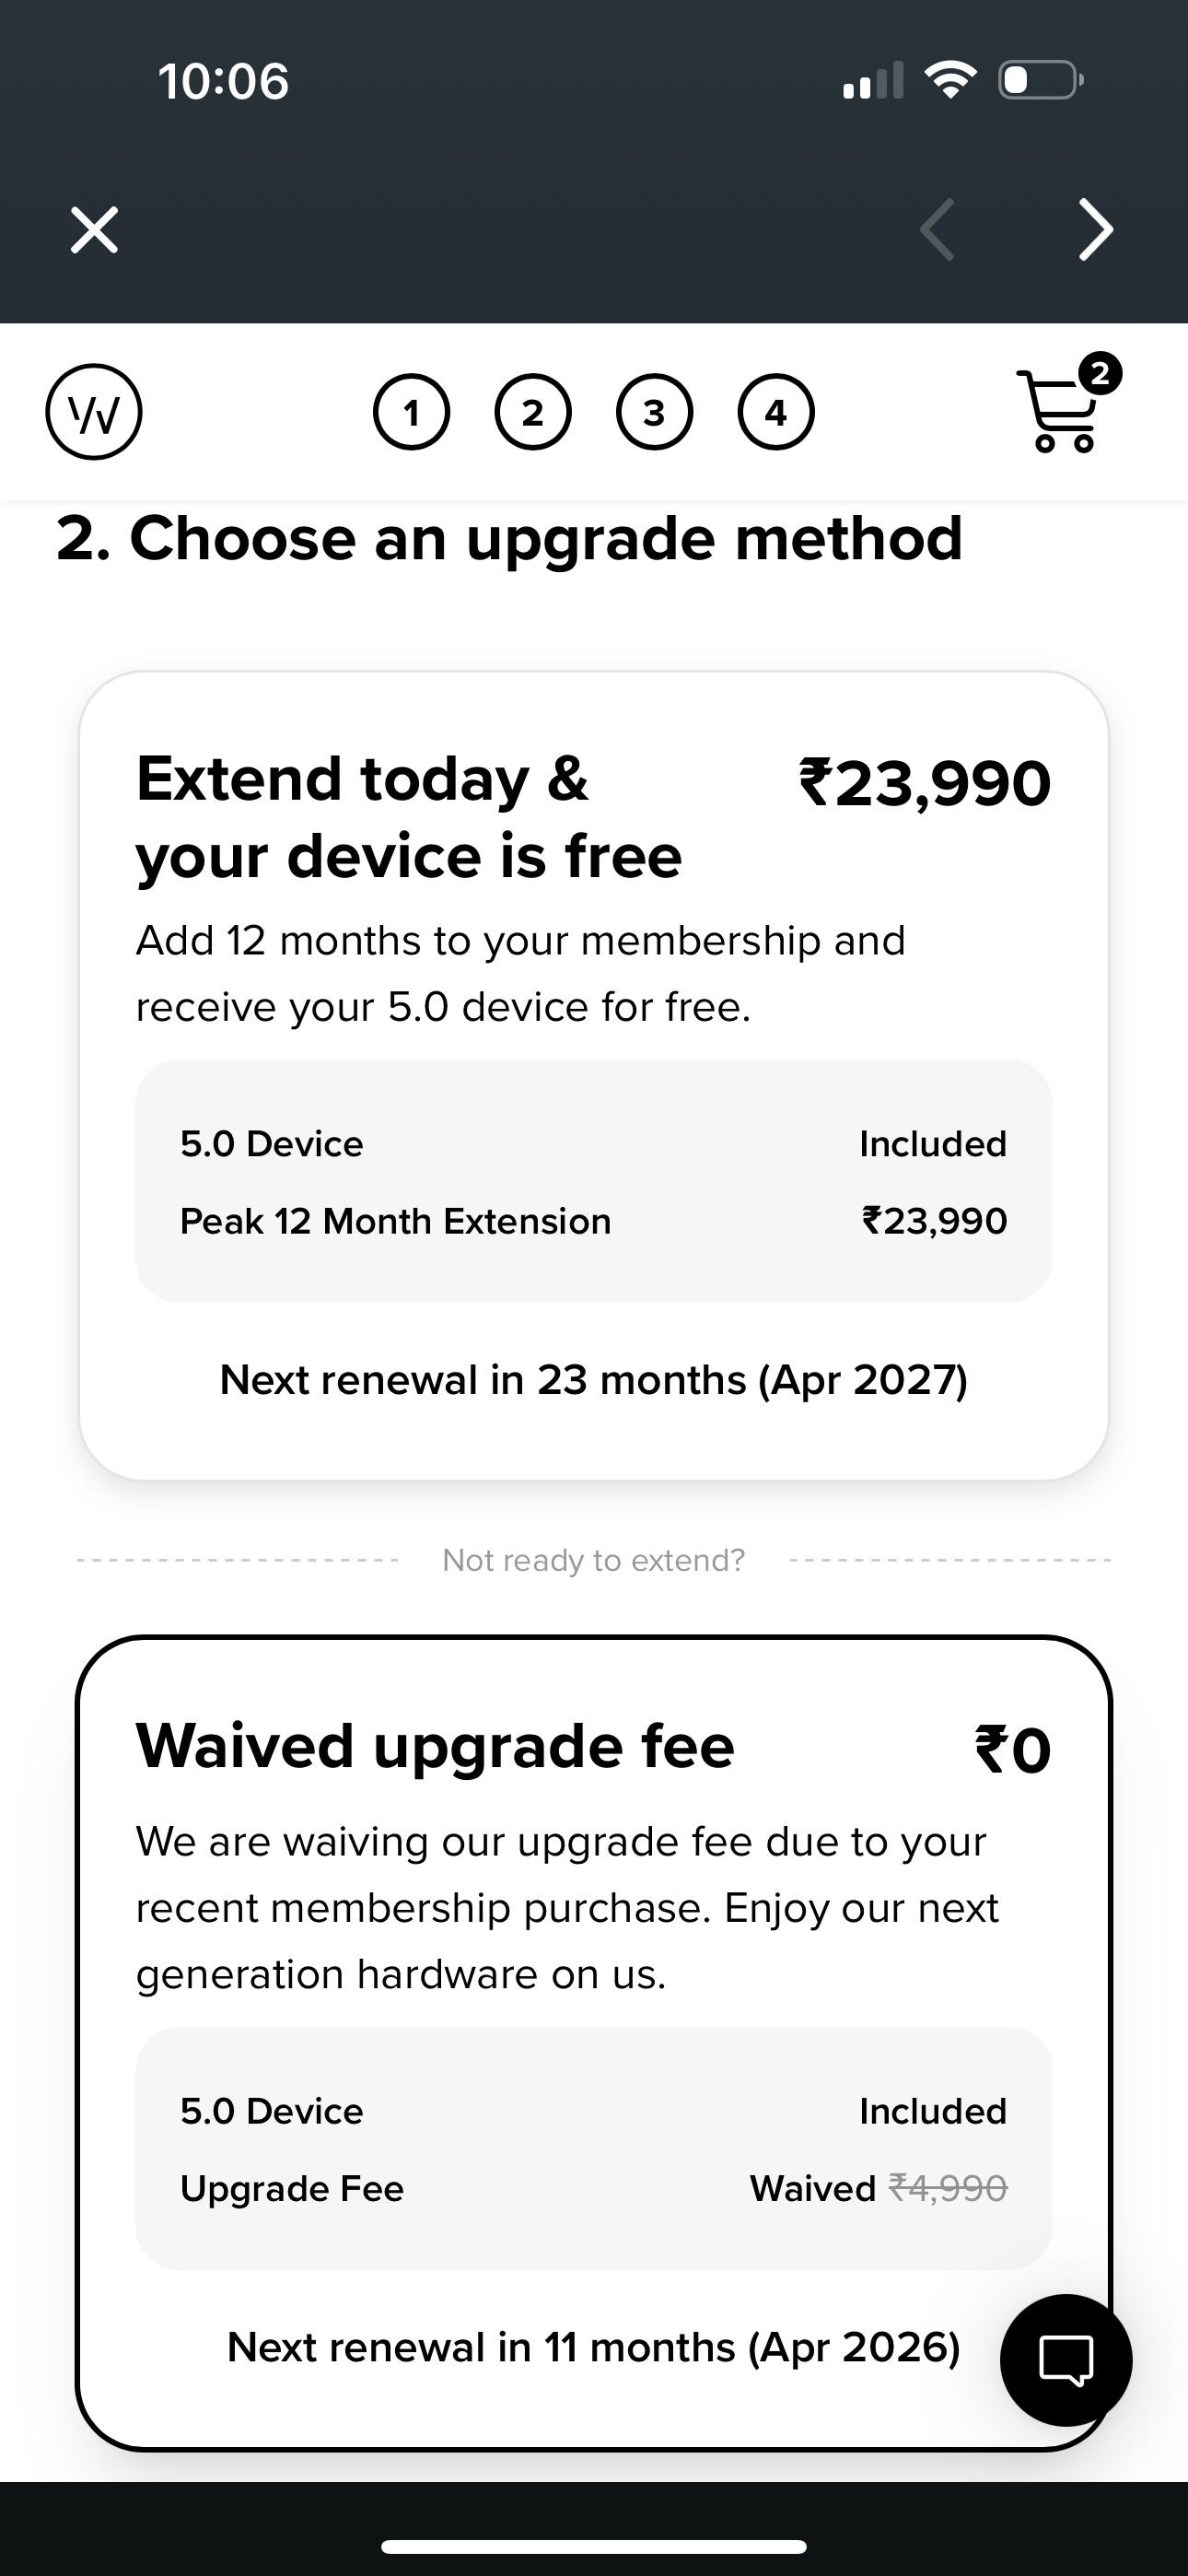 10:06
W
1 2 3 4
2
2. Choose an upgrade method
Extend today &
your device is free
₹23,990
Add 12 months to your membership and
receive your 5.0 device for free.
5.0 Device Included
Peak 12 Month Extension ₹23,990
Next renewal in 23 months (Apr 2027)
Not ready to extend?
Waived upgrade fee ₹0
We are waiving our upgrade fee due to your
recent membership purchase. Enjoy our next
generation hardware on us.
5.0 Device Included
Upgrade Fee Waived ₹4,990
Next renewal in 11 months (Apr 2026)